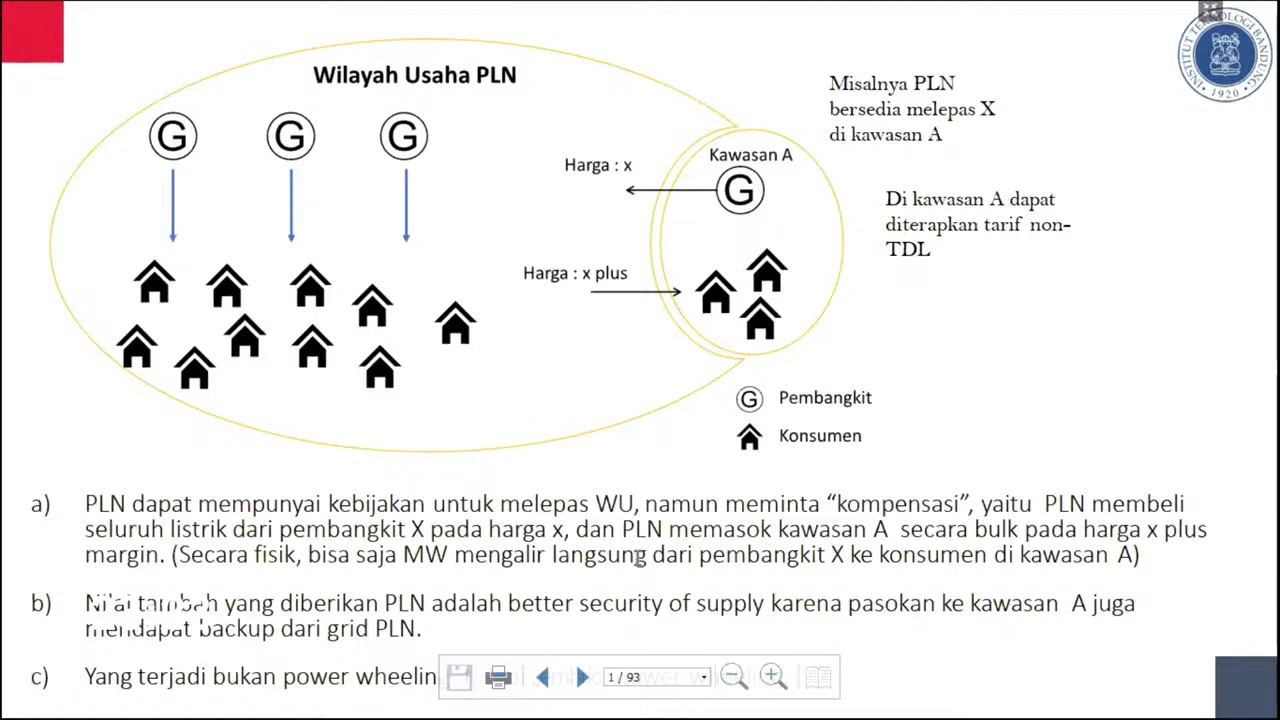 Wilayah Usaha PLN
G
G
G
Misalnya PLN
bersedia melepas X
di kawasan A
INSTITUT TEKNOLOGI BANDUNG
1920
Kawasan A
G
Harga : x
Di kawasan A dapat
diterapkan tarif non-
TDL
Harga : x plus
G Pembangkit
Konsumen
a) PLN dapat mempunyai kebijakan untuk melepas WU, namun meminta “kompensasi”, yaitu PLN membeli
seluruh listrik dari pembangkit X pada harga x, dan PLN memasok kawasan A secara bulk pada harga x plus
margin. (Secara fisik, bisa saja MW mengalir langsung dari pembangkit X ke konsumen di kawasan A)
b) Nilai tambah yang diberikan PLN adalah better security of supply karena pasokan ke kawasan A juga
mendapat backup dari grid PLN.
c) Yang terjadi bukan power wheelin
1 / 93